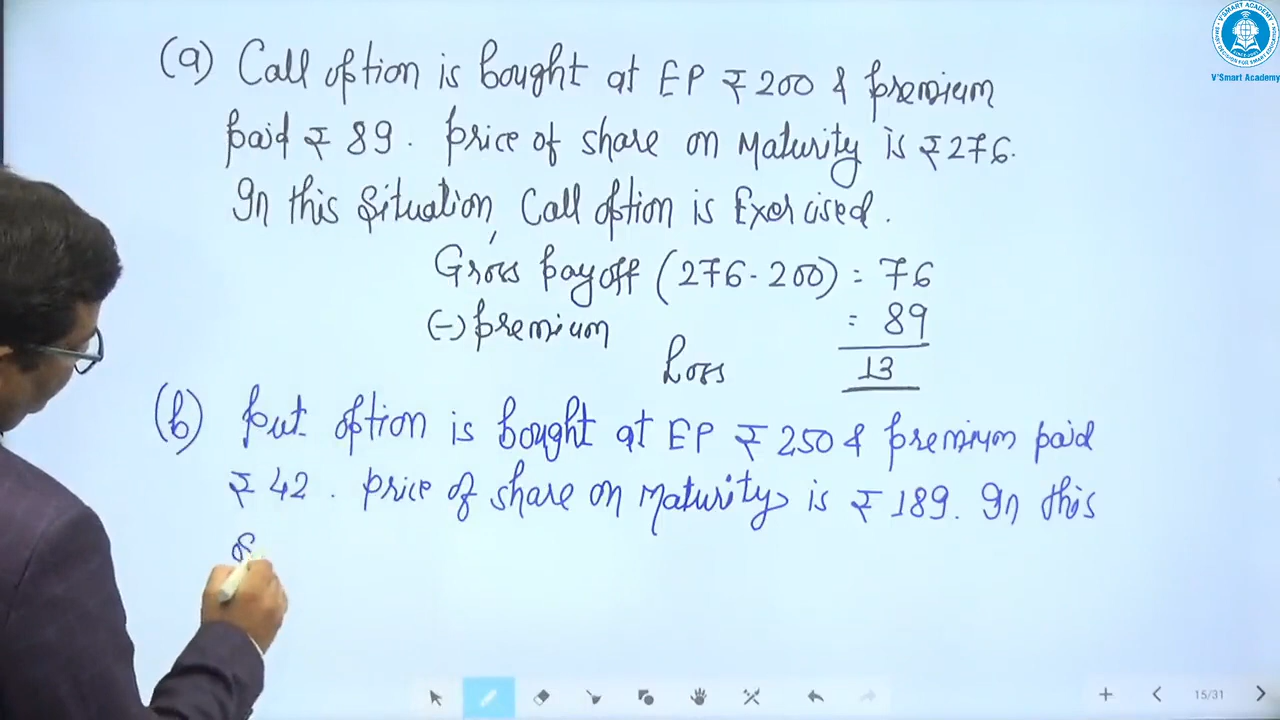 V'SMART ACADEMY
V'Smart Academy
(a) Call option is bought at EP ₹ 200 & premium
paid ₹ 89. Price of share on Maturity is ₹ 276.
In this Situation, Call option is Exercised.
Gross payoff (276-200) = 76
(-) premium = 89
Loss 13
(b) Put option is bought at EP ₹ 250 & premium paid
₹ 42. Price of share on Maturity is ₹ 189. In this
15/31